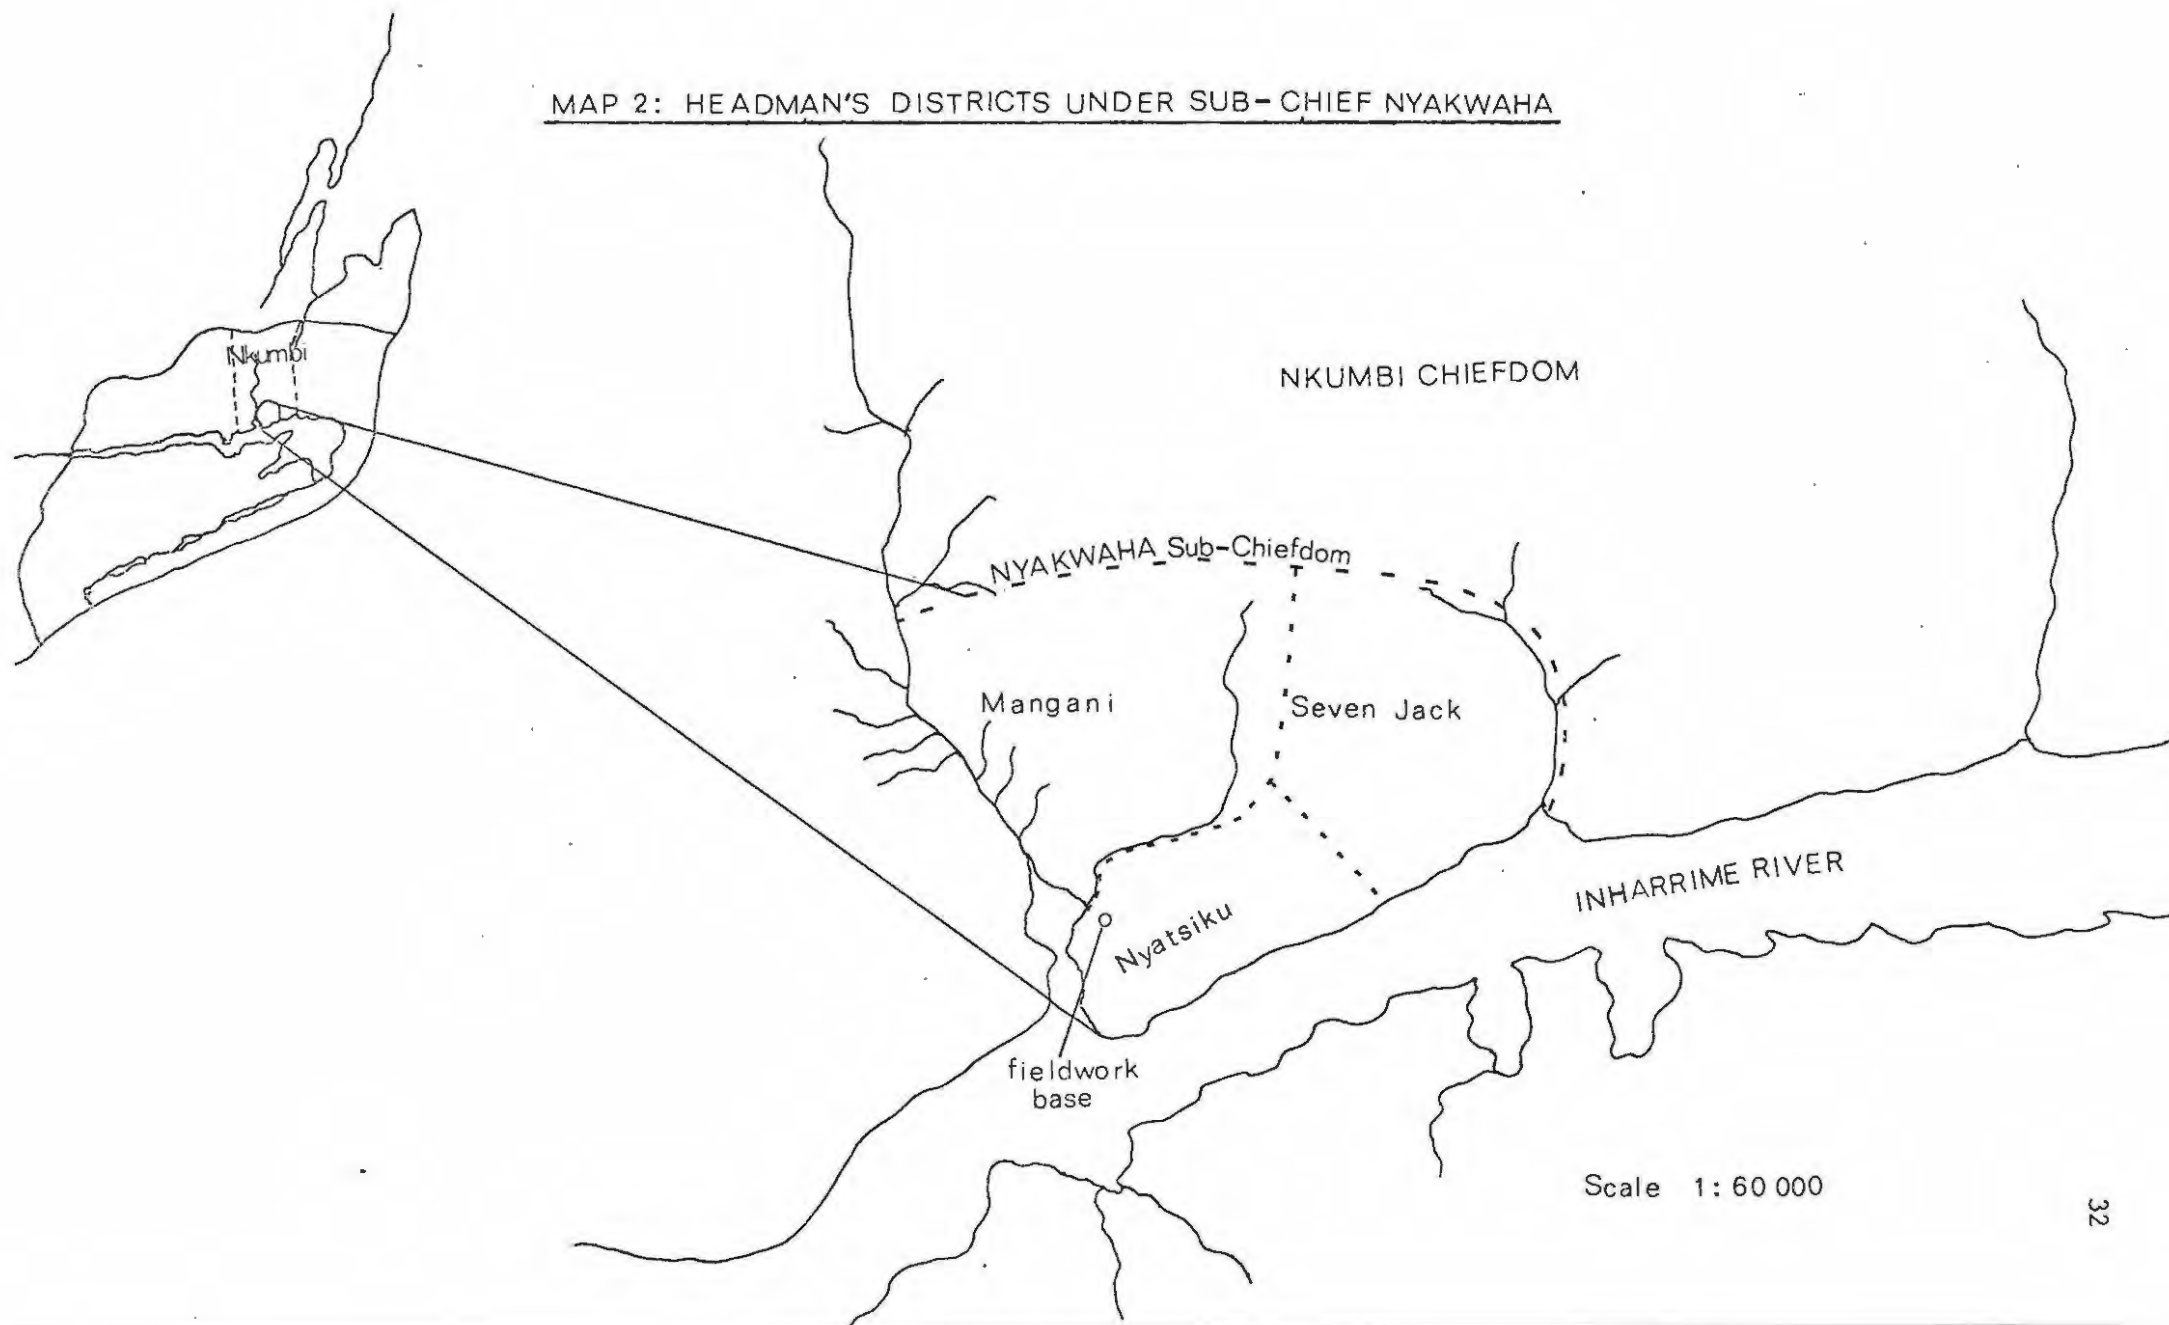 MAP 2: HEADMAN'S DISTRICTS UNDER SUB-CHIEF NYAKWAHA
Nkumbi
NKUMBI CHIEFDOM
NYAKWAHA Sub-Chiefdom
Mangani
Seven Jack
Nyatsiku
INHARRIME RIVER
fieldwork
base
Scale 1:60 000
32